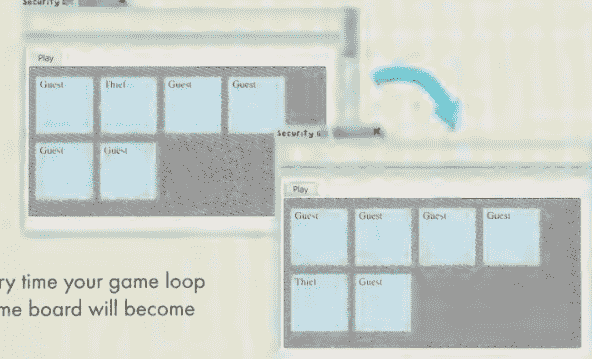 Security
Play
Guest Thief Guest Guest
Guest Guest
Security
Play
Guest Guest Guest Guest
Thief Guest
ry time your game loop
me board will become